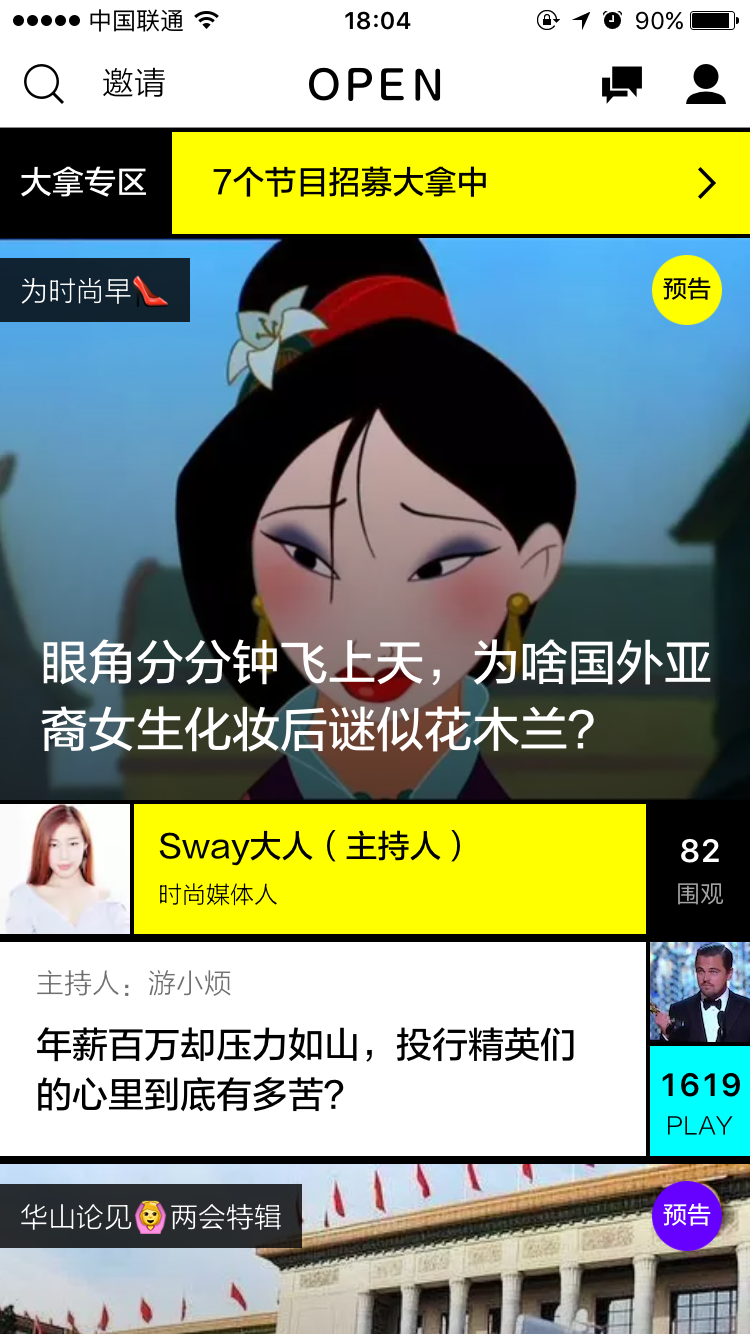 中国联通 18:04 90%
邀请 OPEN
大拿专区 7个节目招募大拿中
为时尚早👠 预告
眼角分分钟飞上天，为啥国外亚
裔女生化妆后谜似花木兰？
Sway大人（主持人） 82
时尚媒体人 围观
主持人：游小烦
年薪百万却压力如山，投行精英们
的心里到底有多苦？
1619
PLAY
华山论见🙆两会特辑 预告